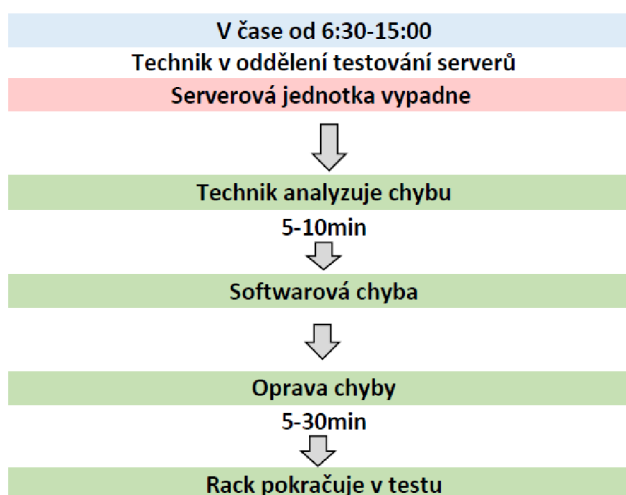 V čase od 6:30-15:00
Technik v oddělení testování serverů
Serverová jednotka vypadne
Technik analyzuje chybu
5-10min
Softwarová chyba
Oprava chyby
5-30min
Rack pokračuje v testu